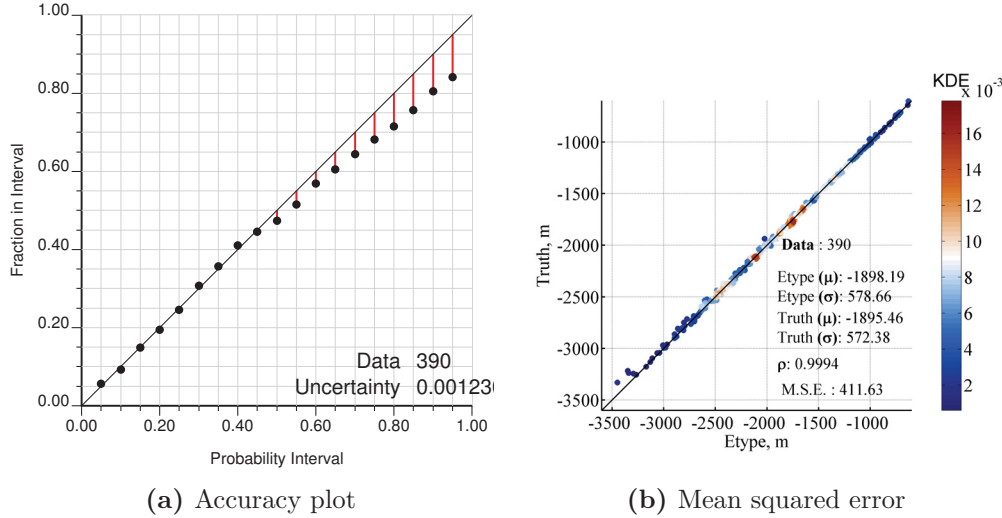 1.00
0.80
0.60
0.40
0.20
0.00
Fraction in Interval
0.00 0.20 0.40 0.60 0.80 1.00
Probability Interval
Data 390
Uncertainty 0.001230
(a) Accuracy plot
KDE
x 10⁻³
16
14
12
10
8
6
4
2
-1000
-1500
-2000
-2500
-3000
-3500
Truth, m
-3500 -3000 -2500 -2000 -1500 -1000
Etype, m
Data : 390
Etype (μ): -1898.19
Etype (σ): 578.66
Truth (μ): -1895.46
Truth (σ): 572.38
ρ: 0.9994
M.S.E. : 411.63
(b) Mean squared error